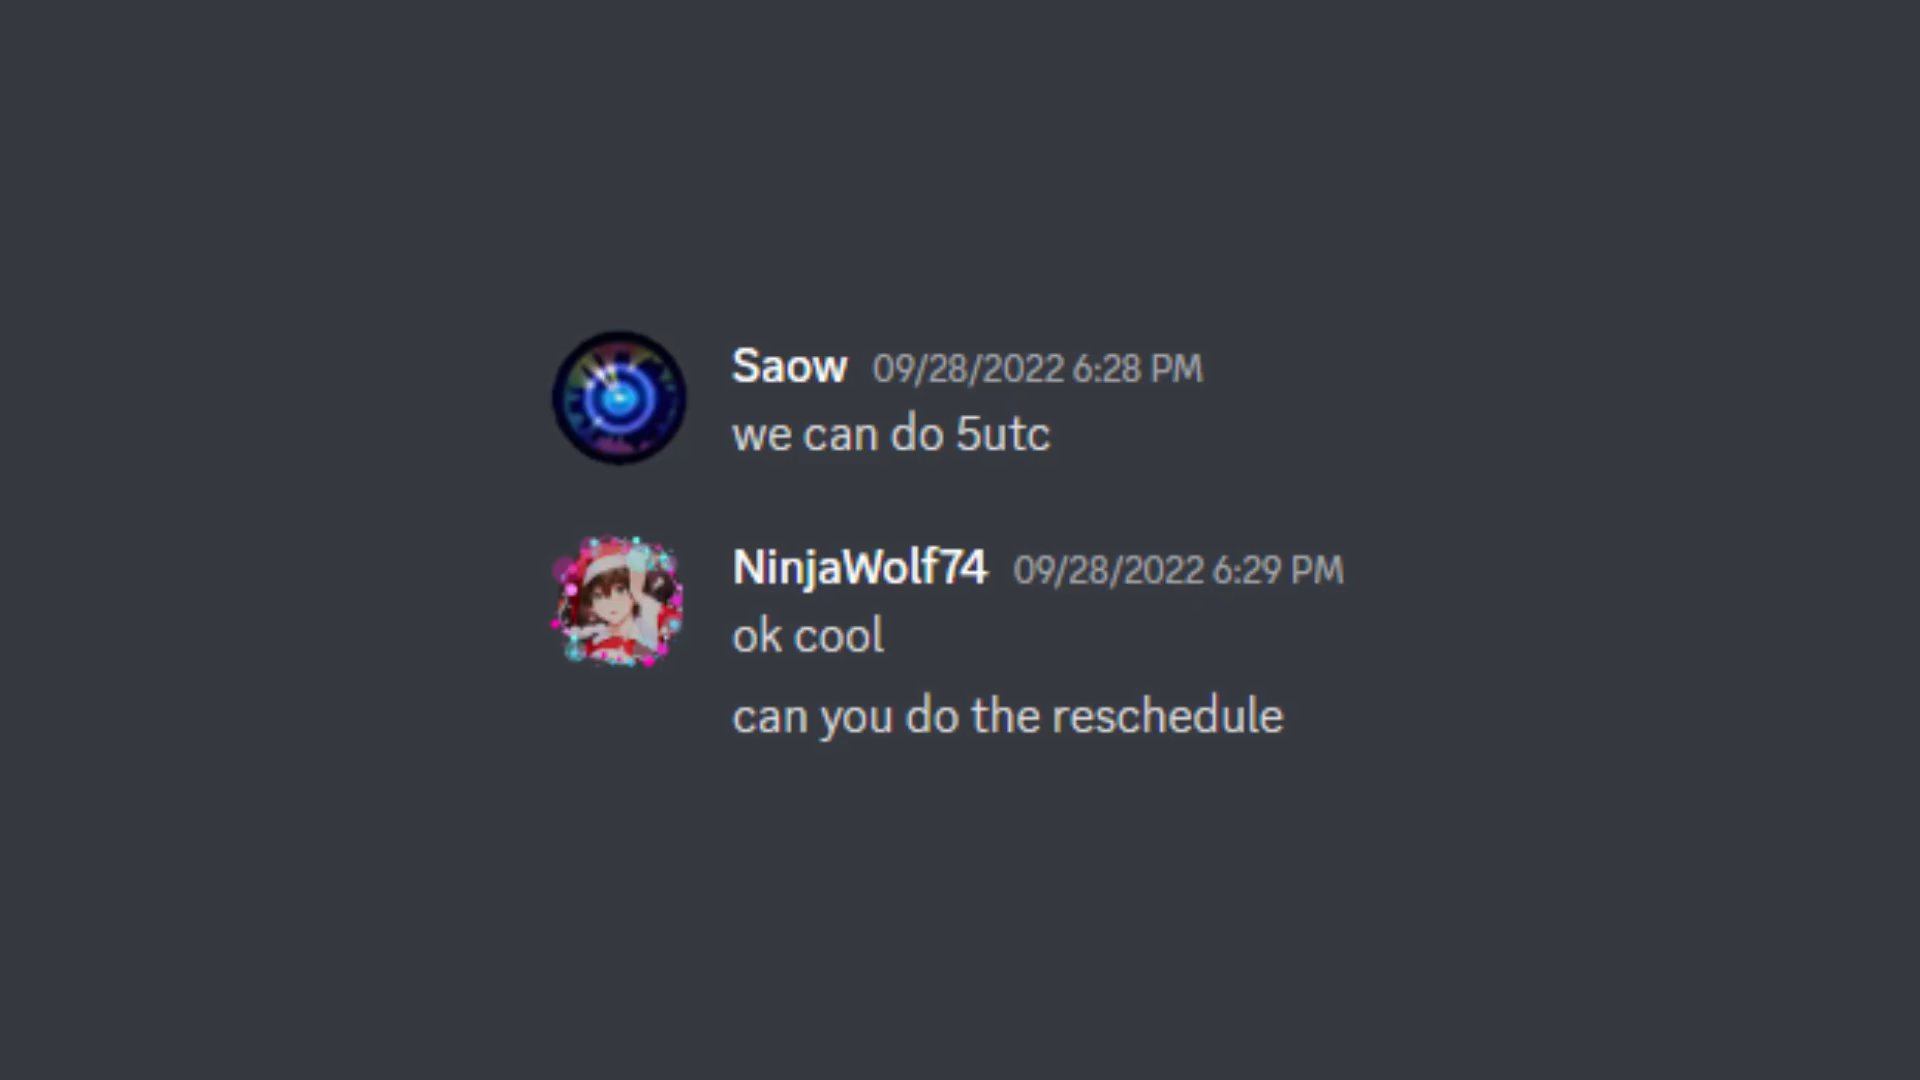 Saow 09/28/2022 6:28 PM
we can do 5utc
NinjaWolf74 09/28/2022 6:29 PM
ok cool
can you do the reschedule